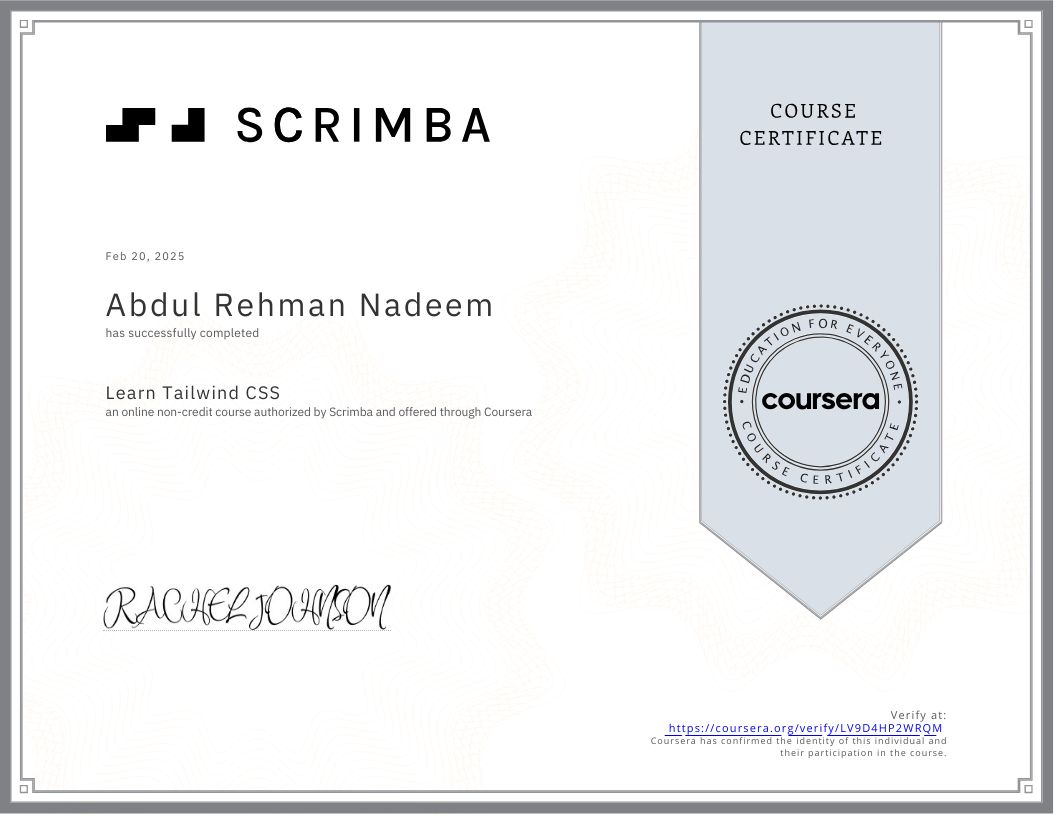 SCRIMBA
COURSE
CERTIFICATE
Feb 20, 2025
Abdul Rehman Nadeem
has successfully completed
Learn Tailwind CSS
an online non-credit course authorized by Scrimba and offered through Coursera
EDUCATION FOR EVERYONE
coursera
COURSE CERTIFICATE
RACHEL JOHNSON
Verify at:
https://coursera.org/verify/LV9D4HP2WRQM
Coursera has confirmed the identity of this individual and
their participation in the course.